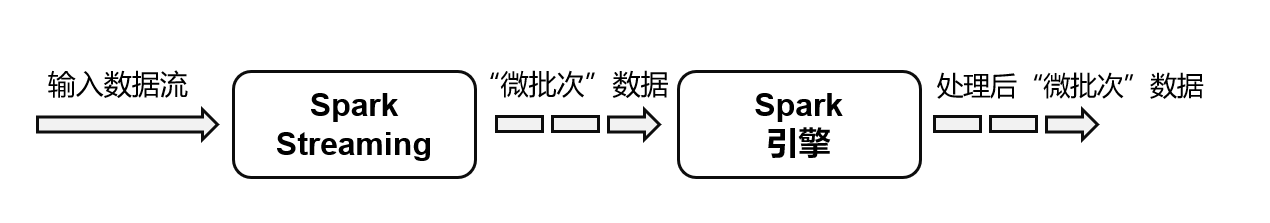 输入数据流
Spark
Streaming
“微批次”数据
Spark
引擎
处理后“微批次”数据